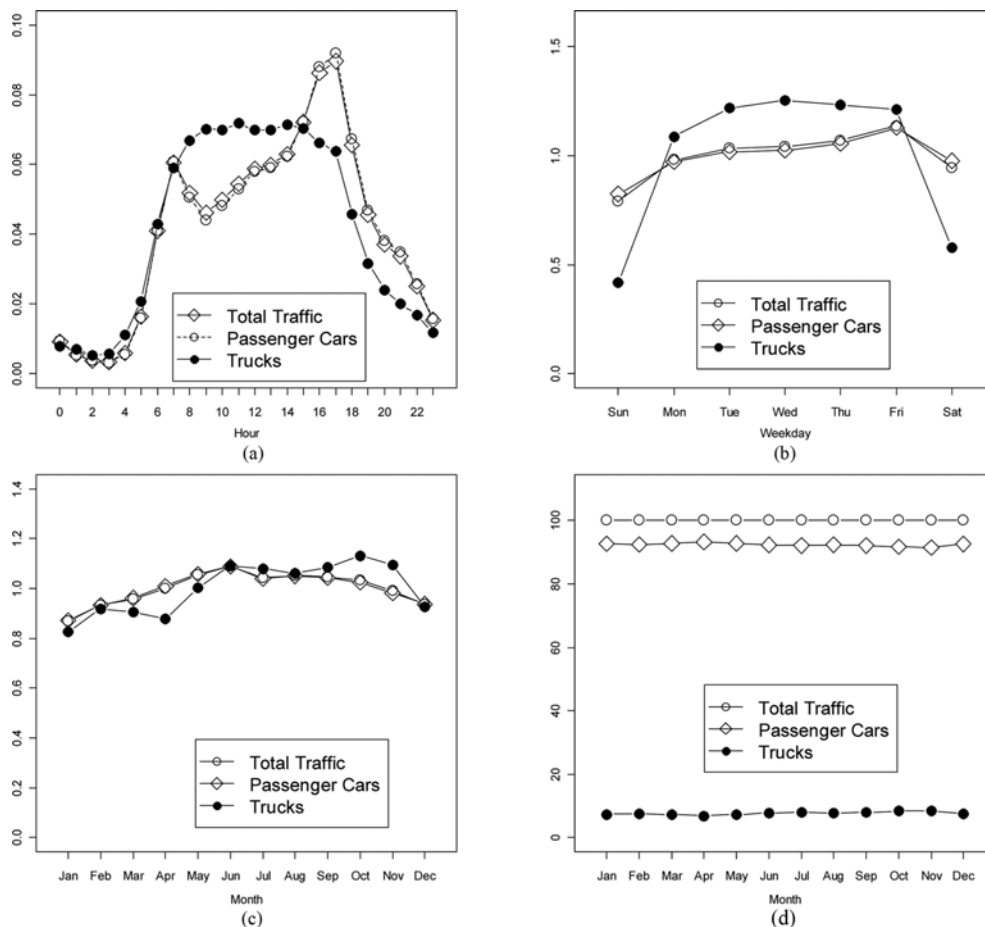 0.10
0.08
0.06
0.04
0.02
0.00
Total Traffic
Passenger Cars
Trucks
0 2 4 6 8 10 12 14 16 18 20 22
Hour
(a)
1.5
1.0
0.5
0.0
Total Traffic
Passenger Cars
Trucks
Sun Mon Tue Wed Thu Fri Sat
Weekday
(b)
1.4
1.2
1.0
0.8
0.6
0.4
0.2
0.0
Total Traffic
Passenger Cars
Trucks
Jan Feb Mar Apr May Jun Jul Aug Sep Oct Nov Dec
Month
(c)
100
80
60
40
20
0
Total Traffic
Passenger Cars
Trucks
Jan Feb Mar Apr May Jun Jul Aug Sep Oct Nov Dec
Month
(d)